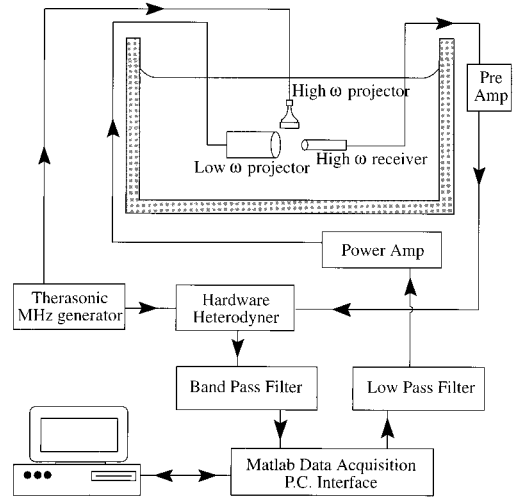 High ω projector
Pre
Amp
Low ω projector
High ω receiver
Power Amp
Therasonic
MHz generator
Hardware
Heterodyner
Band Pass Filter
Low Pass Filter
Matlab Data Acquisition
P.C. Interface